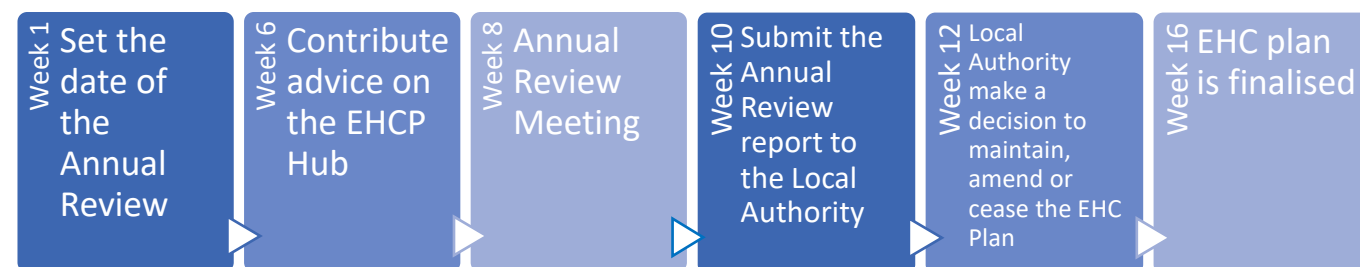 Week 1
Set the
date of
the
Annual
Review
Week 6
Contribute
advice on
the EHCP
Hub
Week 8
Annual
Review
Meeting
Week 10
Submit the
Annual
Review
report to
the Local
Authority
Week 12
Local
Authority
make a
decision to
maintain,
amend or
cease the EHC
Plan
Week 16
EHC plan
is finalised